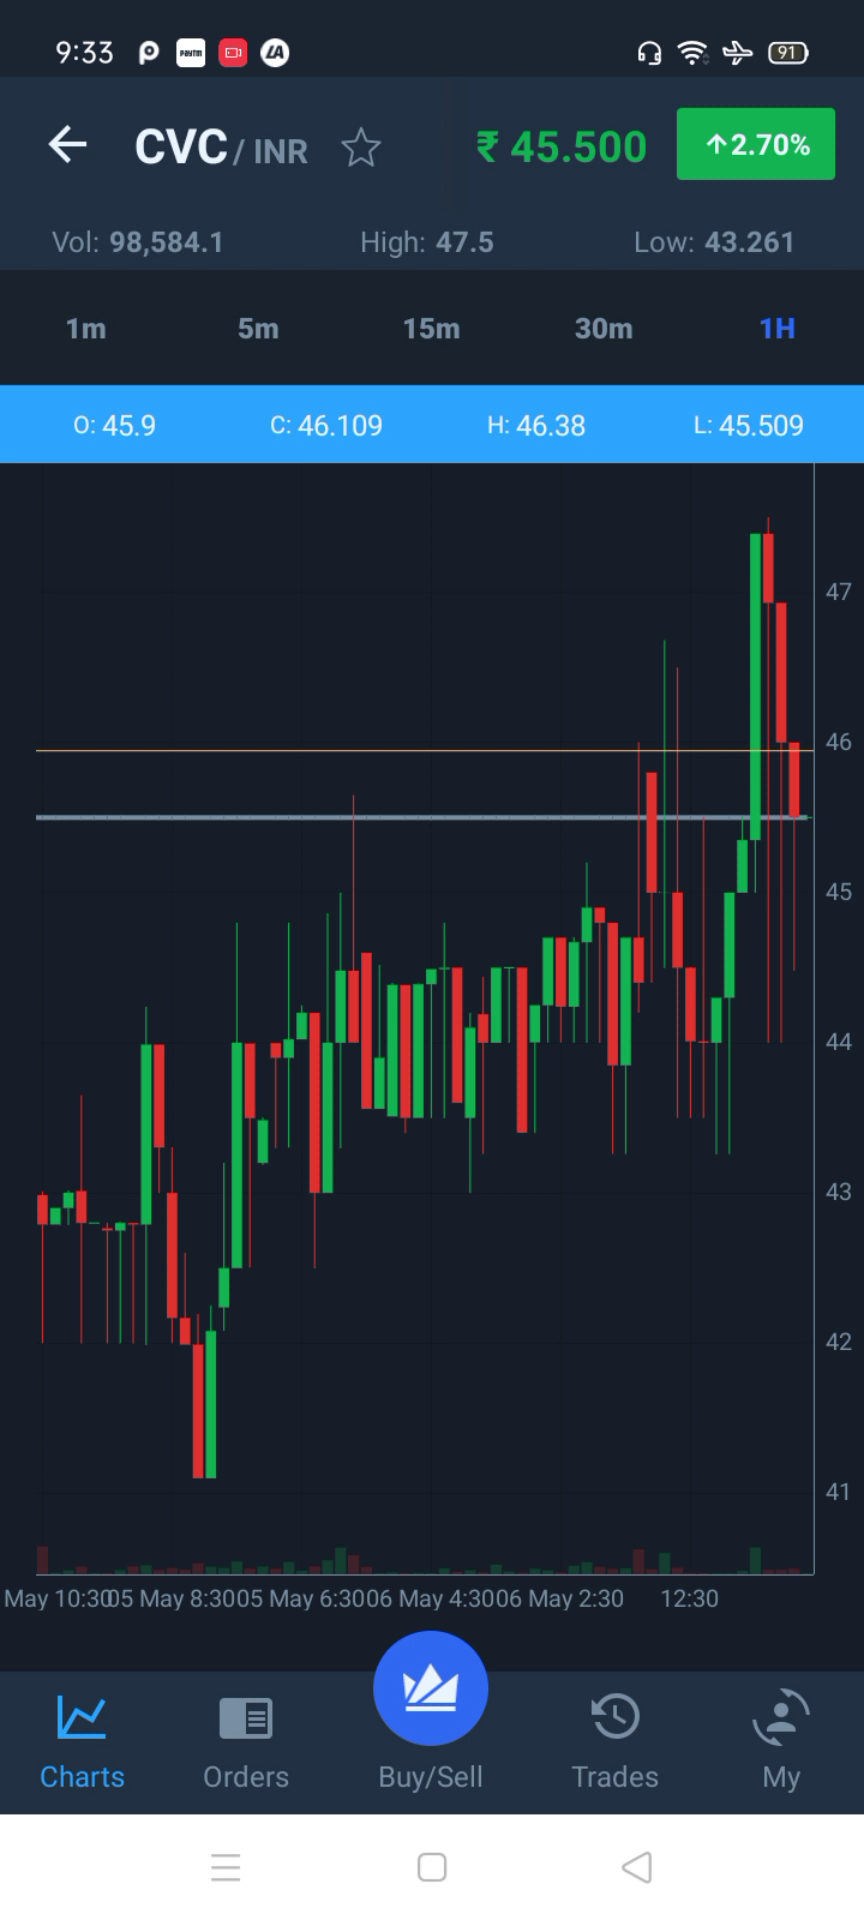 9:33 Paytm LA 91
CVC / INR ₹ 45.500 ↑2.70%
Vol: 98,584.1 High: 47.5 Low: 43.261
1m 5m 15m 30m 1H
O: 45.9 C: 46.109 H: 46.38 L: 45.509
47
46
45
44
43
42
41
May 10:30 05 May 8:30 05 May 6:30 06 May 4:30 06 May 2:30 12:30
Charts Orders Buy/Sell Trades My